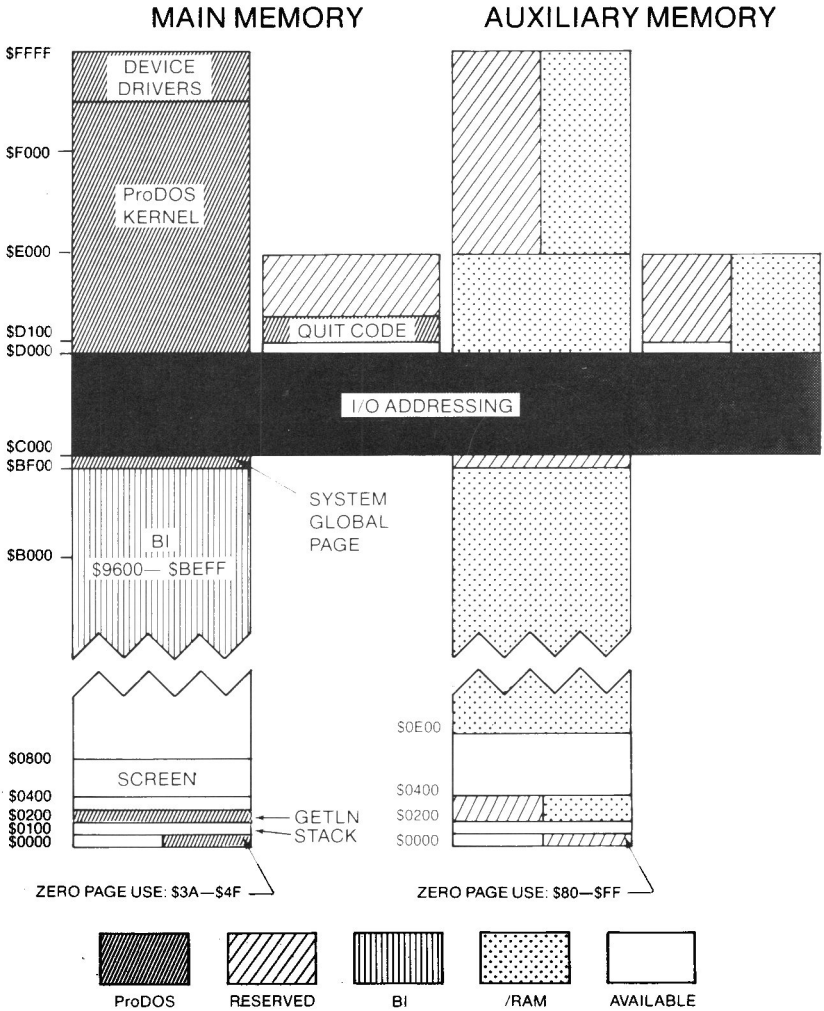 MAIN MEMORY
AUXILIARY MEMORY
$FFFF
DEVICE
DRIVERS
$F000
ProDOS
KERNEL
$E000
$D100
QUIT CODE
$D000
I/O ADDRESSING
$C000
$BF00
SYSTEM
GLOBAL
PAGE
BI
$9600— $BEFF
$B000
$0E00
$0800
SCREEN
$0400
$0400
$0200
GETLN
$0200
$0100
STACK
$0000
$0000
ZERO PAGE USE: $3A—$4F
ZERO PAGE USE: $80—$FF
ProDOS
RESERVED
BI
/RAM
AVAILABLE